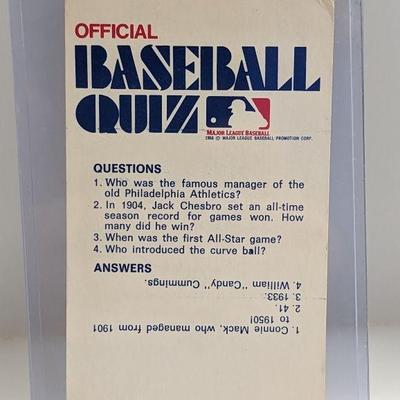 OFFICIAL
BASEBALL
QUIZ
MAJOR LEAGUE BASEBALL
1968 © MAJOR LEAGUE BASEBALL PROMOTION CORP.
QUESTIONS
1. Who was the famous manager of the
old Philadelphia Athletics?
2. In 1904, Jack Chesbro set an all-time
season record for games won. How
many did he win?
3. When was the first All-Star game?
4. Who introduced the curve ball?
ANSWERS
1. Connie Mack, who managed from 1901
to 1950!
2. 41.
3. 1933.
4. William "Candy" Cummings.